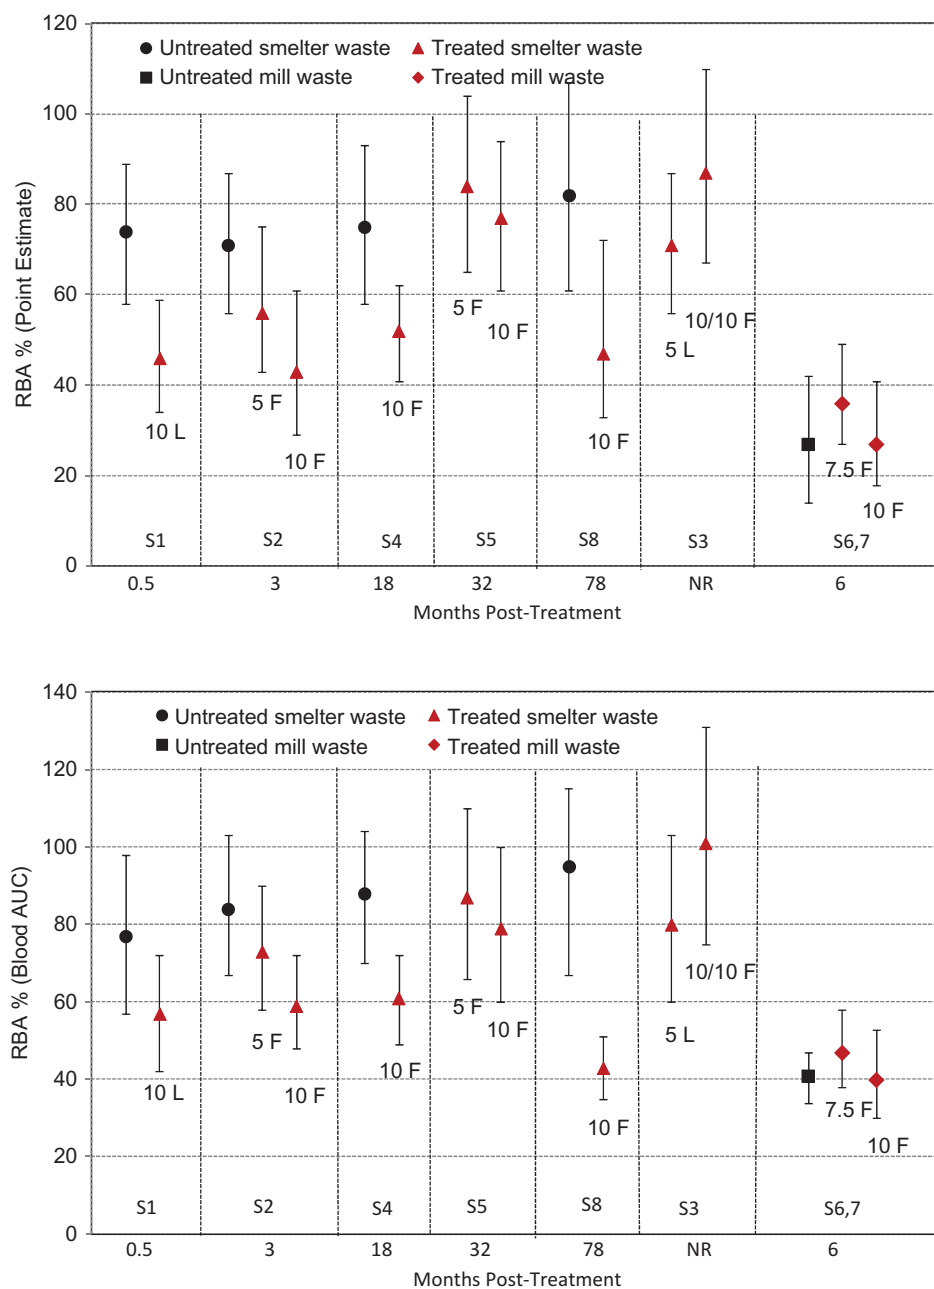 120
100
80
60
40
20
0
RBA % (Point Estimate)
Untreated smelter waste
Treated smelter waste
Untreated mill waste
Treated mill waste
10 L
5 F
10 F
10 F
5 F
10 F
10 F
5 L
10/10 F
7.5 F
10 F
S1
S2
S4
S5
S8
S3
S6,7
0.5
3
18
32
78
NR
6
Months Post-Treatment
140
120
100
80
60
40
20
0
RBA % (Blood AUC)
Untreated smelter waste
Treated smelter waste
Untreated mill waste
Treated mill waste
10 L
5 F
10 F
10 F
5 F
10 F
10 F
5 L
10/10 F
7.5 F
10 F
S1
S2
S4
S5
S8
S3
S6,7
0.5
3
18
32
78
NR
6
Months Post-Treatment